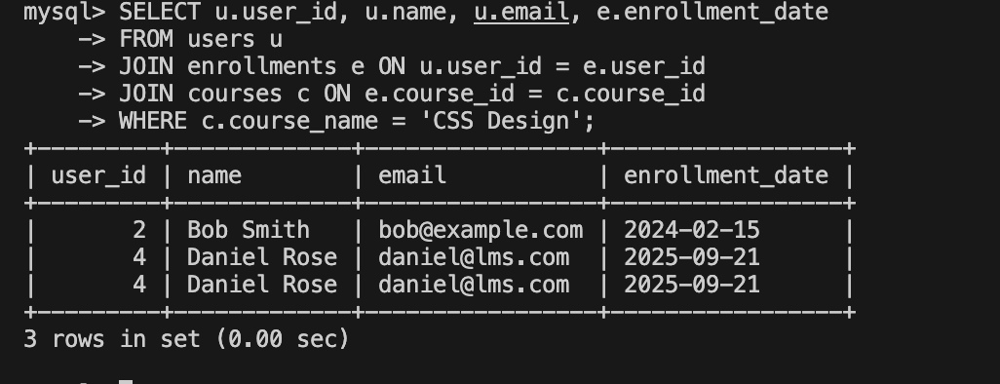 mysql> SELECT u.user_id, u.name, u.email, e.enrollment_date
    -> FROM users u
    -> JOIN enrollments e ON u.user_id = e.user_id
    -> JOIN courses c ON e.course_id = c.course_id
    -> WHERE c.course_name = 'CSS Design';
+---------+-------------+-----------------+-----------------+
| user_id | name        | email           | enrollment_date |
+---------+-------------+-----------------+-----------------+
|       2 | Bob Smith   | bob@example.com | 2024-02-15      |
|       4 | Daniel Rose | daniel@lms.com  | 2025-09-21      |
|       4 | Daniel Rose | daniel@lms.com  | 2025-09-21      |
+---------+-------------+-----------------+-----------------+
3 rows in set (0.00 sec)